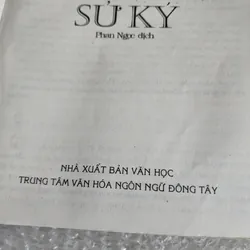 SỬ KÝ
Phan Ngọc dịch
NHÀ XUẤT BẢN VĂN HỌC
TRUNG TÂM VĂN HÓA NGÔN NGỮ ĐÔNG TÂY